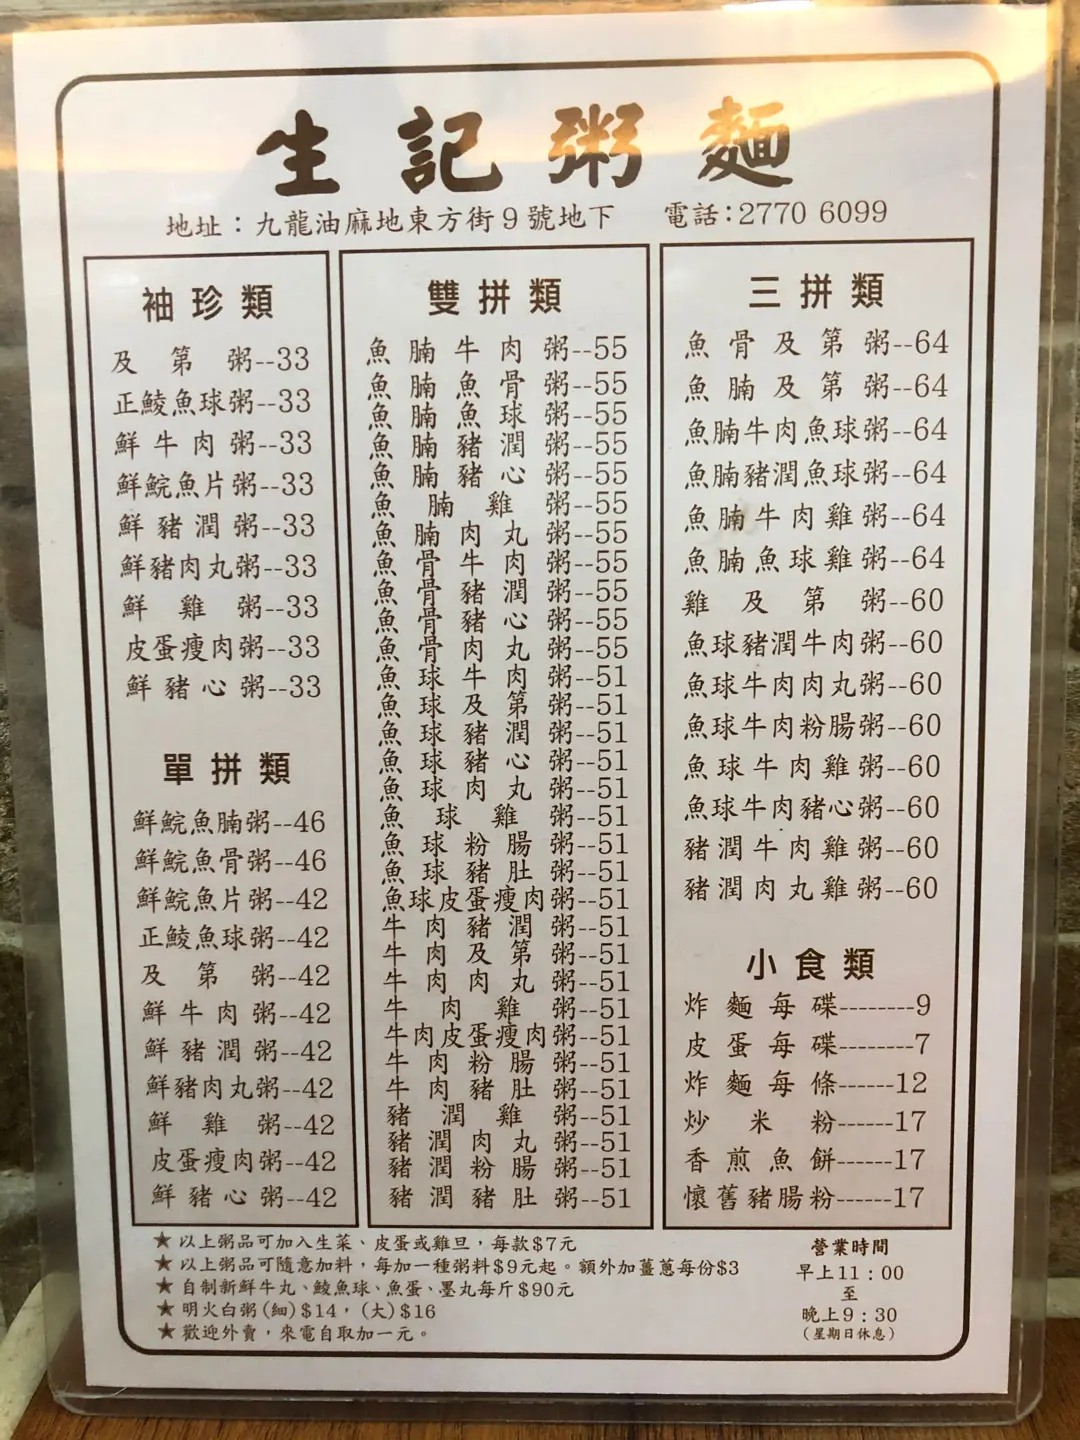 生記粥麵
地址：九龍油麻地東方街9號地下 電話：2770 6099
袖珍類
及第粥--33
正鯪魚球粥--33
鮮牛肉粥--33
鮮鯇魚片粥--33
鮮豬潤粥--33
鮮豬肉丸粥--33
鮮雞粥--33
皮蛋瘦肉粥--33
鮮豬心粥--33
單拼類
鮮鯇魚腩粥--46
鮮鯇魚骨粥--46
鮮鯇魚片粥--42
正鯪魚球粥--42
及第粥--42
鮮牛肉粥--42
鮮豬潤粥--42
鮮豬肉丸粥--42
鮮雞粥--42
皮蛋瘦肉粥--42
鮮豬心粥--42
雙拼類
魚腩牛肉粥--55
魚腩魚骨粥--55
魚腩魚球粥--55
魚腩豬潤粥--55
魚腩豬心粥--55
魚腩雞粥--55
魚腩肉丸粥--55
魚骨牛肉粥--55
魚骨豬潤粥--55
魚骨豬心粥--55
魚骨肉丸粥--55
魚球牛肉粥--51
魚球及第粥--51
魚球豬潤粥--51
魚球豬心粥--51
魚球肉丸粥--51
魚球雞粥--51
魚球粉腸粥--51
魚球豬肚粥--51
魚球皮蛋瘦肉粥--51
牛肉豬潤粥--51
牛肉及第粥--51
牛肉肉丸粥--51
牛肉雞粥--51
牛肉皮蛋瘦肉粥--51
牛肉粉腸粥--51
牛肉豬肚粥--51
豬潤雞粥--51
豬潤肉丸粥--51
豬潤粉腸粥--51
豬潤豬肚粥--51
三拼類
魚骨及第粥--64
魚腩及第粥--64
魚腩牛肉魚球粥--64
魚腩豬潤魚球粥--64
魚腩牛肉雞粥--64
魚腩魚球雞粥--64
雞及第粥--60
魚球豬潤牛肉粥--60
魚球牛肉肉丸粥--60
魚球牛肉粉腸粥--60
魚球牛肉雞粥--60
魚球牛肉豬心粥--60
豬潤牛肉雞粥--60
豬潤肉丸雞粥--60
小食類
炸麵每碟--------9
皮蛋每碟--------7
炸麵每條------12
炒米粉------17
香煎魚餅------17
懷舊豬腸粉------17
★以上粥品可加入生菜、皮蛋或雞旦，每款$7元
★以上粥品可隨意加料，每加一種粥料$9元起。額外加薑蔥每份$3
★自制新鮮牛丸、鯪魚球、魚蛋、墨丸每斤$90元
★明火白粥(細)$14，(大)$16
★歡迎外賣，來電自取加一元。
營業時間
早上11：00
至
晚上9：30
(星期日休息)